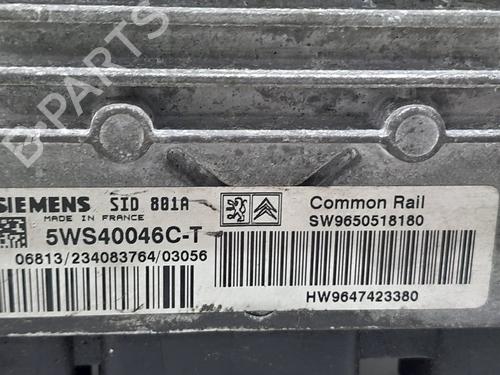 B-PARTS
SIEMENS SID 801A
MADE IN FRANCE
5WS40046C-T
06813/234083764/03056
Common Rail
SW9650518180
HW9647423380